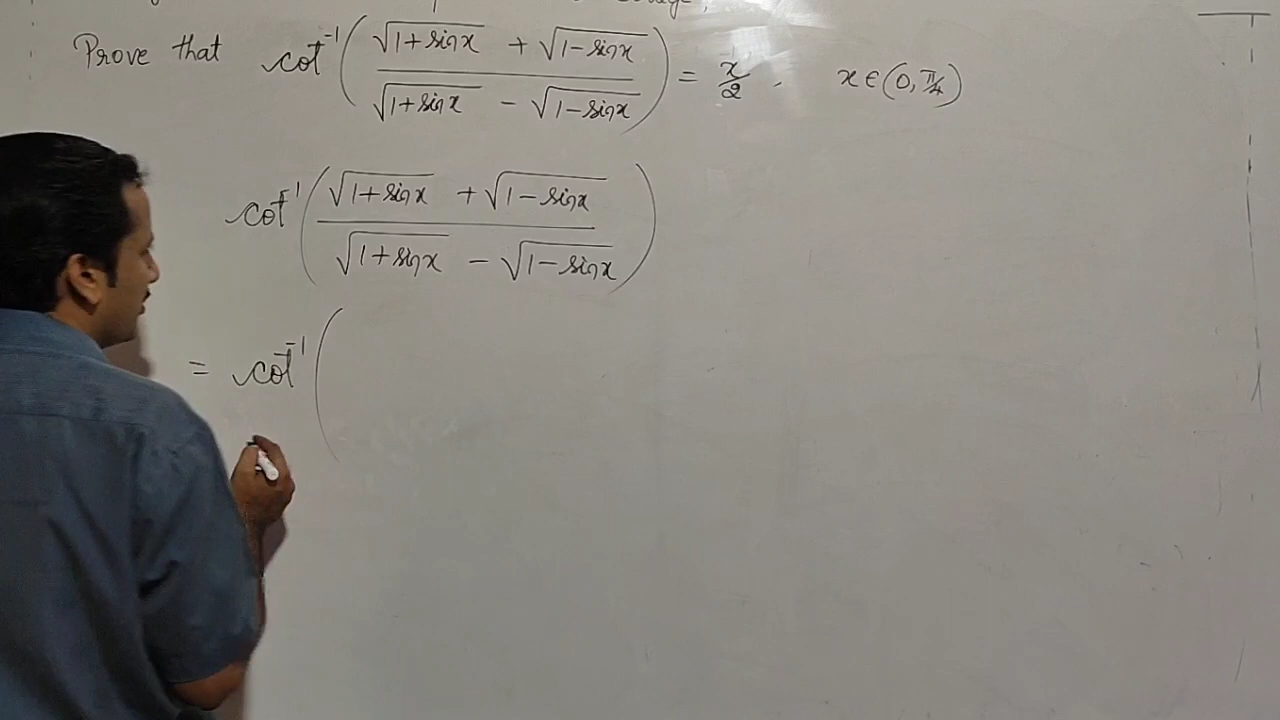 Prove that cot⁻¹((√(1+sinx) + √(1-sinx))/(√(1+sinx) - √(1-sinx))) = x/2 , x∈(0, π/4)
cot⁻¹((√(1+sinx) + √(1-sinx))/(√(1+sinx) - √(1-sinx)))
= cot⁻¹(